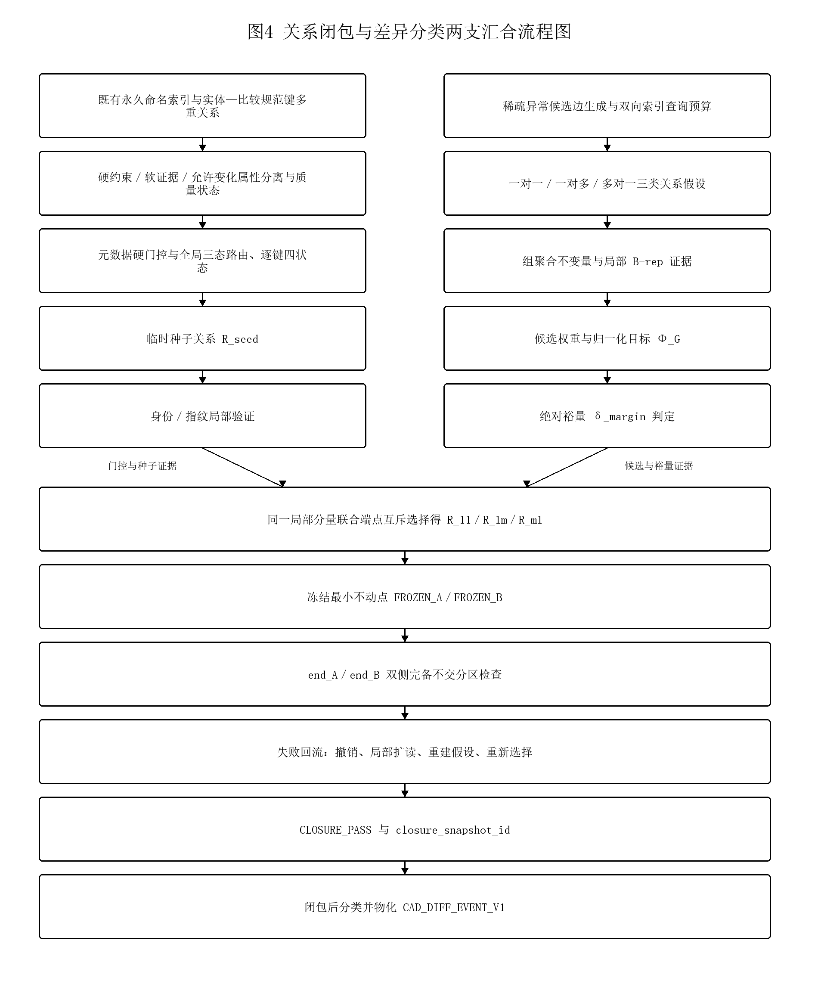 图4 关系闭包与差异分类两支汇合流程图
既有永久命名索引与实体—比较规范键多
重关系
硬约束/软证据/允许变化属性分离与质
量状态
元数据硬门控与全局三态路由、逐键四状
态
临时种子关系 R_seed
身份/指纹局部验证
门控与种子证据
稀疏异常候选边生成与双向索引查询预算
一对一/一对多/多对一三类关系假设
组聚合不变量与局部 B-rep 证据
候选权重与归一化目标 Φ_G
绝对裕量 δ_margin 判定
候选与裕量证据
同一局部分量联合端点互斥选择得 R_11/R_1m/R_m1
冻结最小不动点 FROZEN_A/FROZEN_B
end_A/end_B 双侧完备不交分区检查
失败回流：撤销、局部扩读、重建假设、重新选择
CLOSURE_PASS 与 closure_snapshot_id
闭包后分类并物化 CAD_DIFF_EVENT_V1